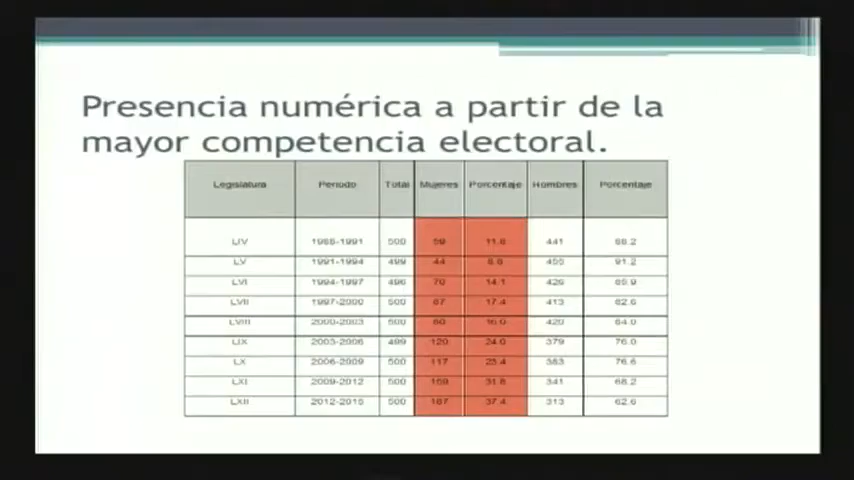 Presencia numérica a partir de la
mayor competencia electoral.
Legislatura Periodo Total Mujeres Porcentaje Hombres Porcentaje
LIV 1988-1991 500 59 11.8 441 88.2
LV 1991-1994 499 44 8.8 455 91.2
LVI 1994-1997 496 70 14.1 426 85.9
LVII 1997-2000 500 87 17.4 413 82.6
LVIII 2000-2003 500 80 16.0 420 84.0
LIX 2003-2006 499 120 24.0 379 76.0
LX 2006-2009 500 117 23.4 383 76.6
LXI 2009-2012 500 159 31.8 341 68.2
LXII 2012-2015 500 187 37.4 313 62.6